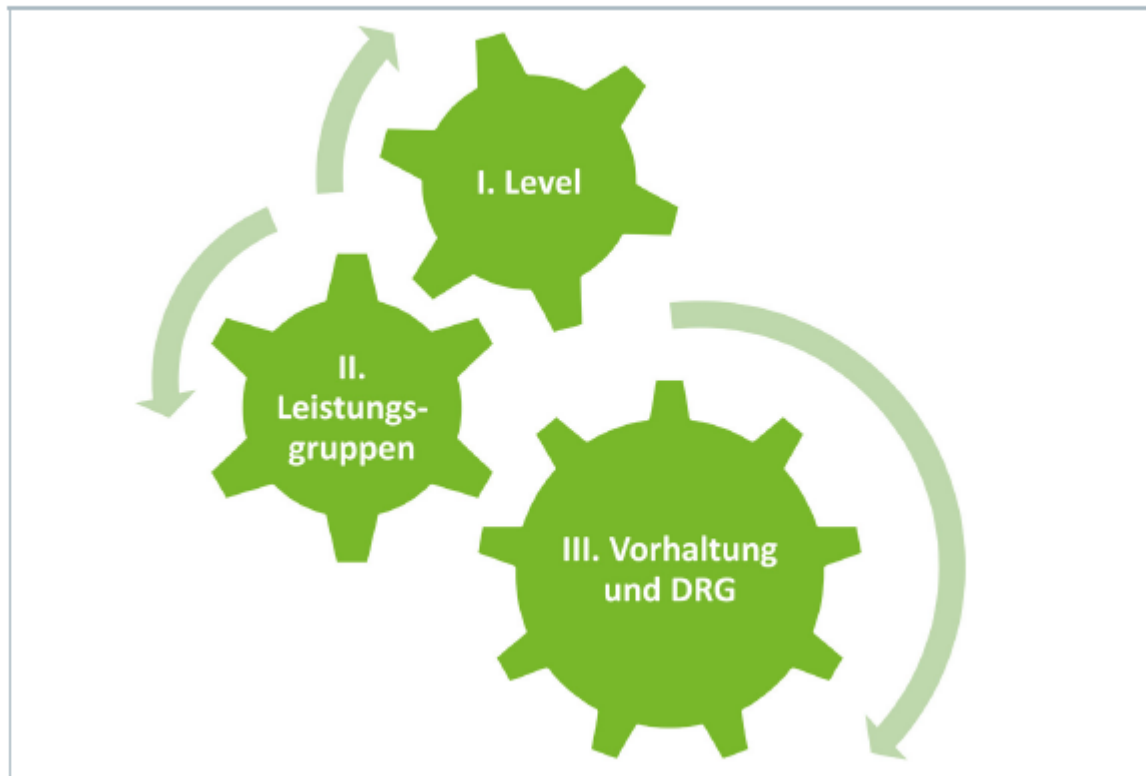 I. Level
II.
Leistungs-
gruppen
III. Vorhaltung
und DRG